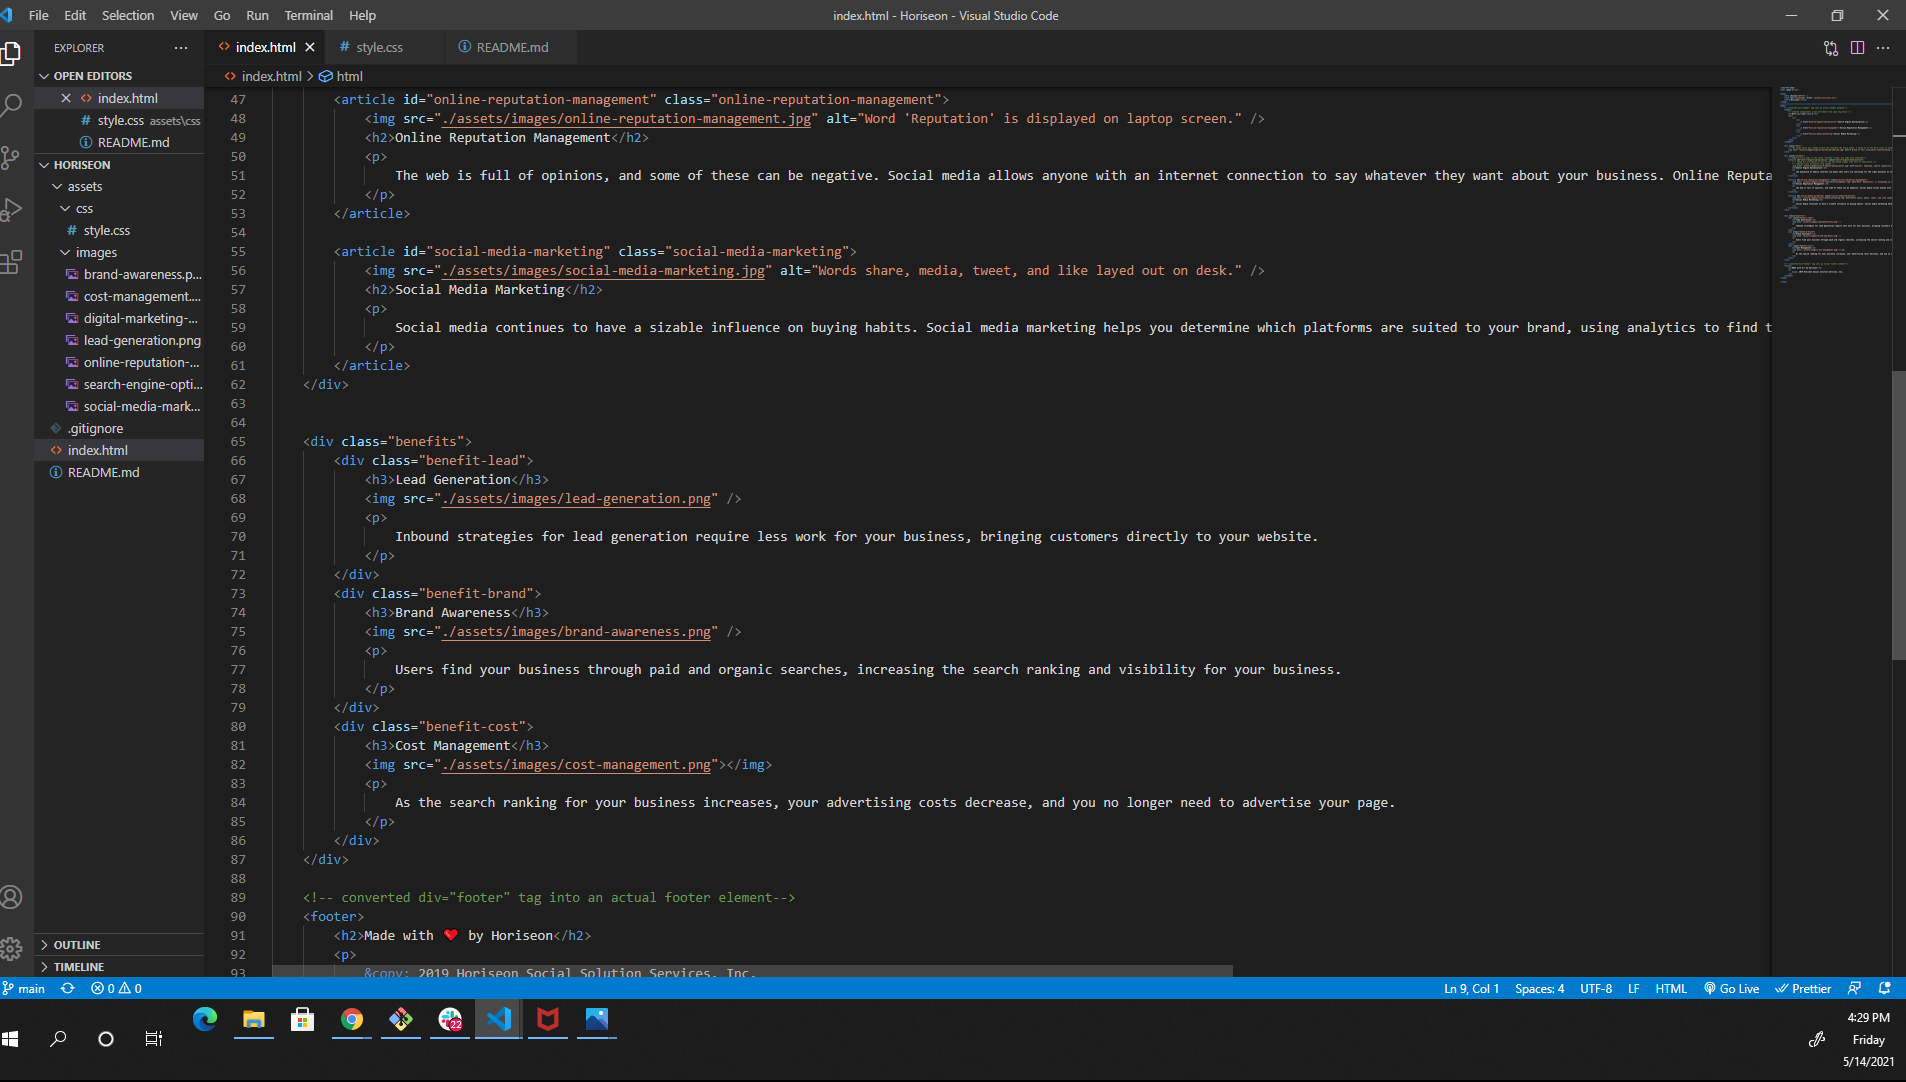 File Edit Selection View Go Run Terminal Help
index.html - Horiseon - Visual Studio Code
EXPLORER ...
OPEN EDITORS
index.html
style.css assets\css
README.md
HORISEON
assets
css
style.css
images
brand-awareness.p...
cost-management....
digital-marketing-...
lead-generation.png
online-reputation-...
search-engine-opti...
social-media-mark...
.gitignore
index.html
README.md
OUTLINE
TIMELINE
index.html style.css README.md
index.html > html
47 <article id="online-reputation-management" class="online-reputation-management">
48 <img src="./assets/images/online-reputation-management.jpg" alt="Word 'Reputation' is displayed on laptop screen." />
49 <h2>Online Reputation Management</h2>
50 <p>
51 The web is full of opinions, and some of these can be negative. Social media allows anyone with an internet connection to say whatever they want about your business. Online Reputa
52 </p>
53 </article>
54
55 <article id="social-media-marketing" class="social-media-marketing">
56 <img src="./assets/images/social-media-marketing.jpg" alt="Words share, media, tweet, and like layed out on desk." />
57 <h2>Social Media Marketing</h2>
58 <p>
59 Social media continues to have a sizable influence on buying habits. Social media marketing helps you determine which platforms are suited to your brand, using analytics to find t
60 </p>
61 </article>
62 </div>
63
64
65 <div class="benefits">
66 <div class="benefit-lead">
67 <h3>Lead Generation</h3>
68 <img src="./assets/images/lead-generation.png" />
69 <p>
70 Inbound strategies for lead generation require less work for your business, bringing customers directly to your website.
71 </p>
72 </div>
73 <div class="benefit-brand">
74 <h3>Brand Awareness</h3>
75 <img src="./assets/images/brand-awareness.png" />
76 <p>
77 Users find your business through paid and organic searches, increasing the search ranking and visibility for your business.
78 </p>
79 </div>
80 <div class="benefit-cost">
81 <h3>Cost Management</h3>
82 <img src="./assets/images/cost-management.png"></img>
83 <p>
84 As the search ranking for your business increases, your advertising costs decrease, and you no longer need to advertise your page.
85 </p>
86 </div>
87 </div>
88
89 <!-- converted div="footer" tag into an actual footer element-->
90 <footer>
91 <h2>Made with ❤️ by Horiseon</h2>
92 <p>
93 &copy; 2019 Horiseon Social Solution Services, Inc.
main 0 0 Ln 9, Col 1 Spaces: 4 UTF-8 LF HTML Go Live Prettier
22
4:29 PM
Friday
5/14/2021